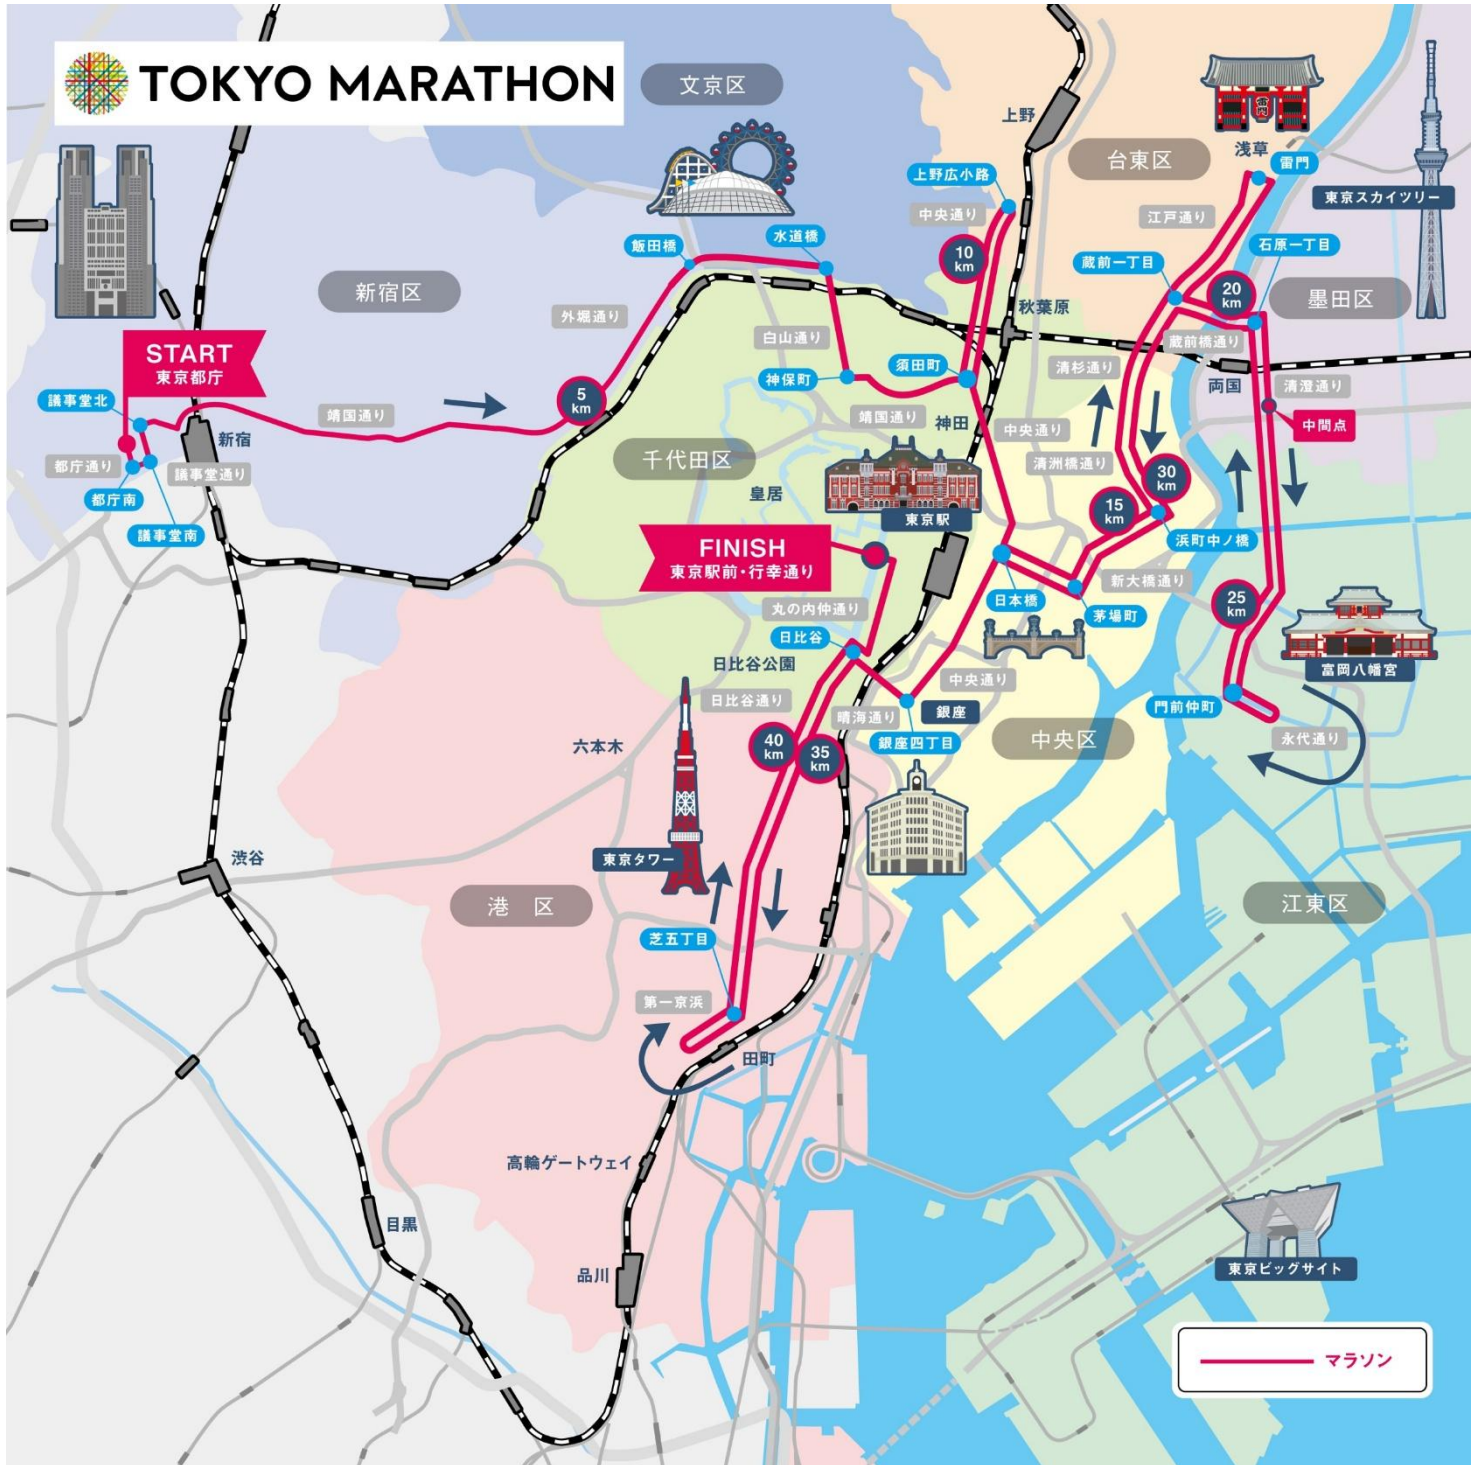 TOKYO MARATHON
文京区
上野
台東区
浅草
雷門
上野広小路
中央通り
江戸通り
東京スカイツリー
飯田橋
水道橋
10
km
石原一丁目
蔵前一丁目
新宿区
20
km
墨田区
外堀通り
秋葉原
白山通り
蔵前橋通り
START
東京都庁
神保町
須田町
清杉通り
両国
清澄通り
5
km
議事堂北
靖国通り
靖国通り
神田
中央通り
中間点
新宿
都庁通り
議事堂通り
千代田区
清洲橋通り
30
km
都庁南
皇居
15
km
議事堂南
東京駅
浜町中ノ橋
FINISH
東京駅前・行幸通り
新大橋通り
丸の内仲通り
日本橋
茅場町
25
km
日比谷
日比谷公園
富岡八幡宮
中央通り
日比谷通り
晴海通り
銀座
門前仲町
六本木
40
km
35
km
銀座四丁目
中央区
永代通り
渋谷
東京タワー
港 区
江東区
芝五丁目
第一京浜
田町
高輪ゲートウェイ
目黒
品川
東京ビッグサイト
マラソン
雷門